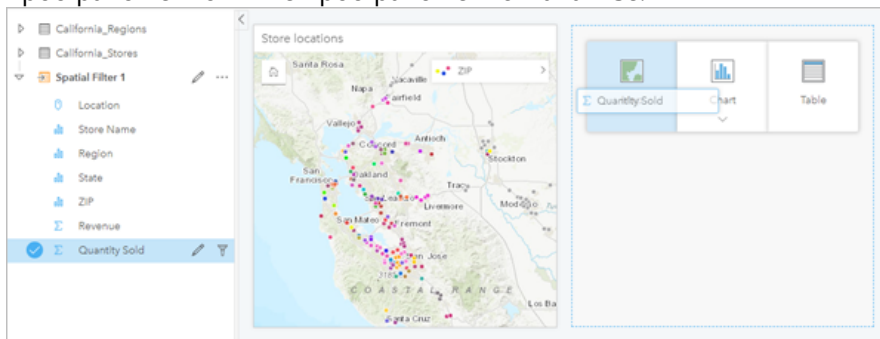 California_Regions
California_Stores
Spatial Filter 1
Location
Store Name
Region
State
ZIP
Revenue
Quantity Sold
Store locations
ZIP
Santa Rosa
Napa
Vacaville
Fairfield
Vallejo
Concord
Antioch
Stockton
San Francisco
Oakland
San Leandro
Tracy
Livermore
San Mateo
Fremont
San Jose
COASTAL RANGE
Los Ba
Santa Cruz
Quantity Sold
Chart
Table